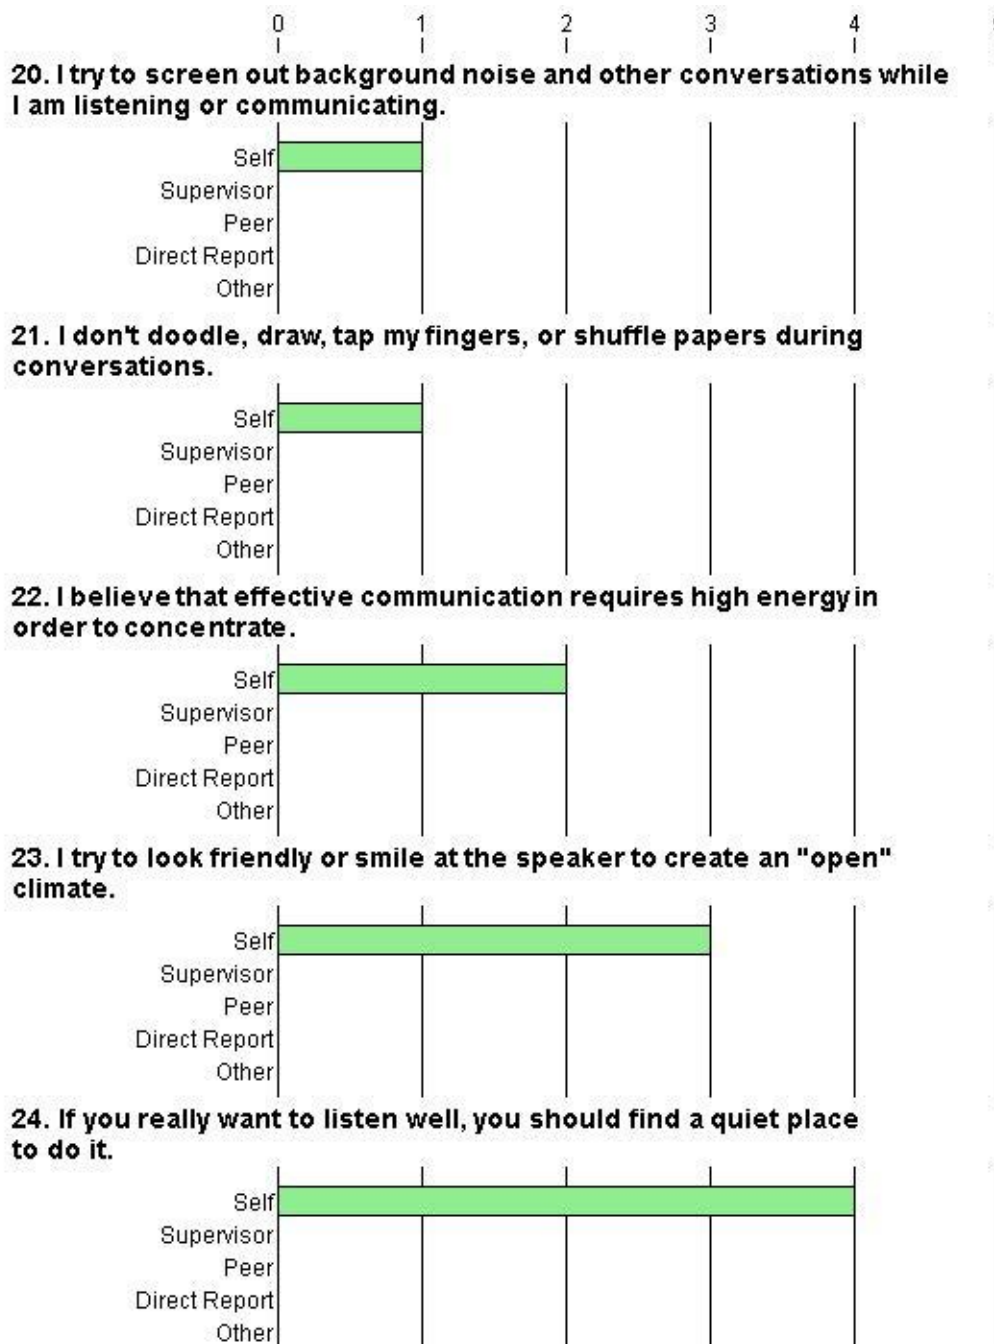 0 1 2 3 4
20. I try to screen out background noise and other conversations while
I am listening or communicating.
Self
Supervisor
Peer
Direct Report
Other
21. I don't doodle, draw, tap my fingers, or shuffle papers during
conversations.
Self
Supervisor
Peer
Direct Report
Other
22. I believe that effective communication requires high energy in
order to concentrate.
Self
Supervisor
Peer
Direct Report
Other
23. I try to look friendly or smile at the speaker to create an "open"
climate.
Self
Supervisor
Peer
Direct Report
Other
24. If you really want to listen well, you should find a quiet place
to do it.
Self
Supervisor
Peer
Direct Report
Other